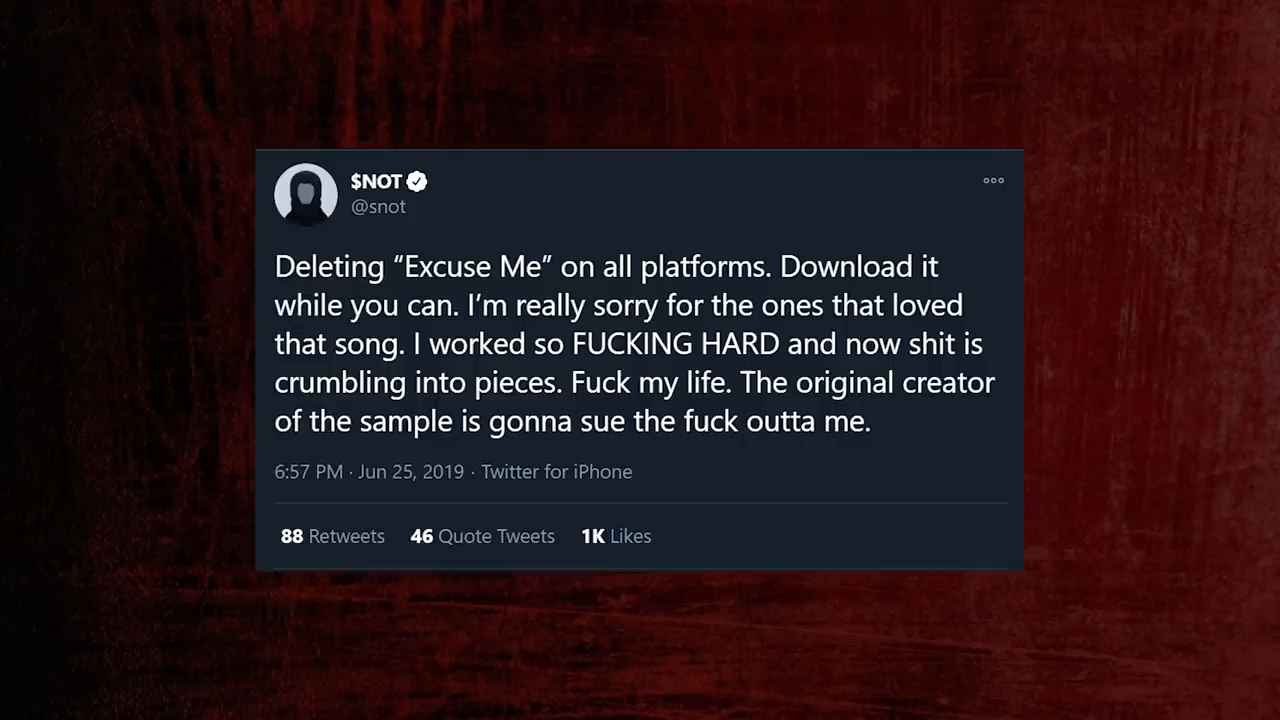 $NOT
@snot
Deleting “Excuse Me” on all platforms. Download it
while you can. I’m really sorry for the ones that loved
that song. I worked so FUCKING HARD and now shit is
crumbling into pieces. Fuck my life. The original creator
of the sample is gonna sue the fuck outta me.
6:57 PM · Jun 25, 2019 · Twitter for iPhone
88 Retweets 46 Quote Tweets 1K Likes